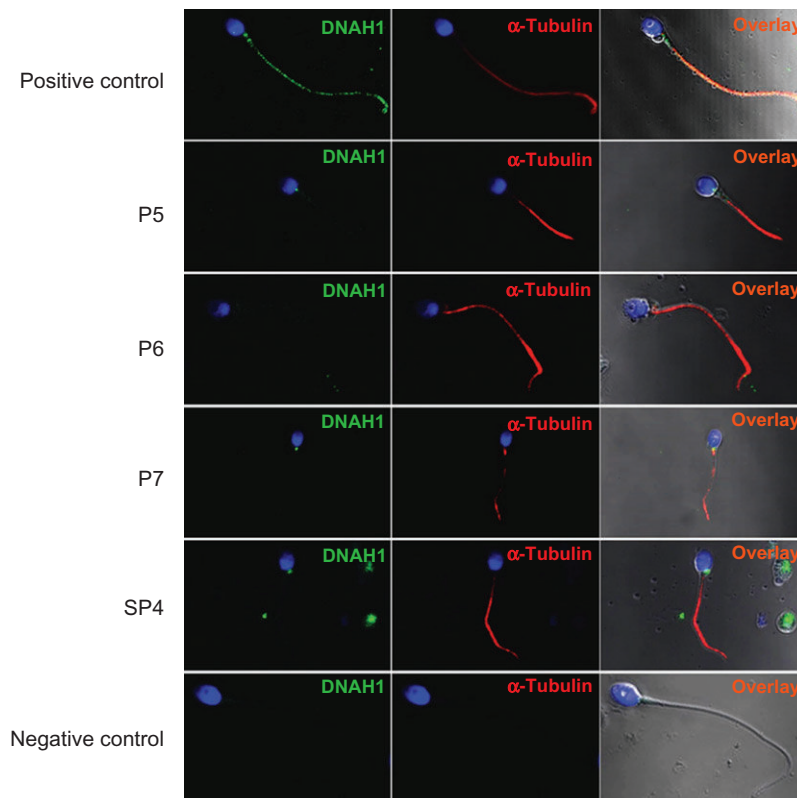 Positive control DNAH1 α-Tubulin Overlay
P5 DNAH1 α-Tubulin Overlay
P6 DNAH1 α-Tubulin Overlay
P7 DNAH1 α-Tubulin Overlay
SP4 DNAH1 α-Tubulin Overlay
Negative control DNAH1 α-Tubulin Overlay